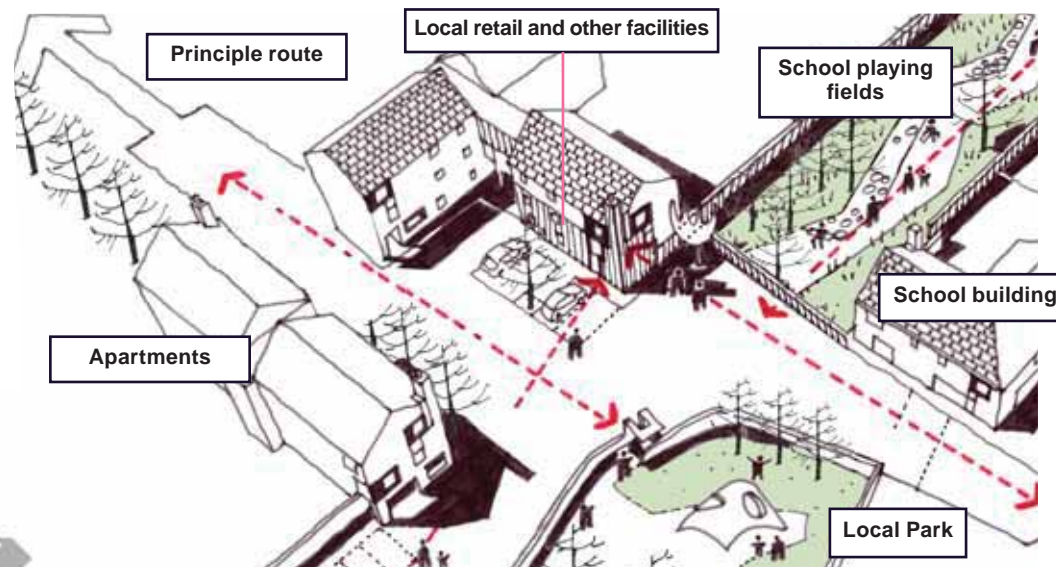 Principle route
Local retail and other facilities
School playing
fields
School building
Apartments
Local Park